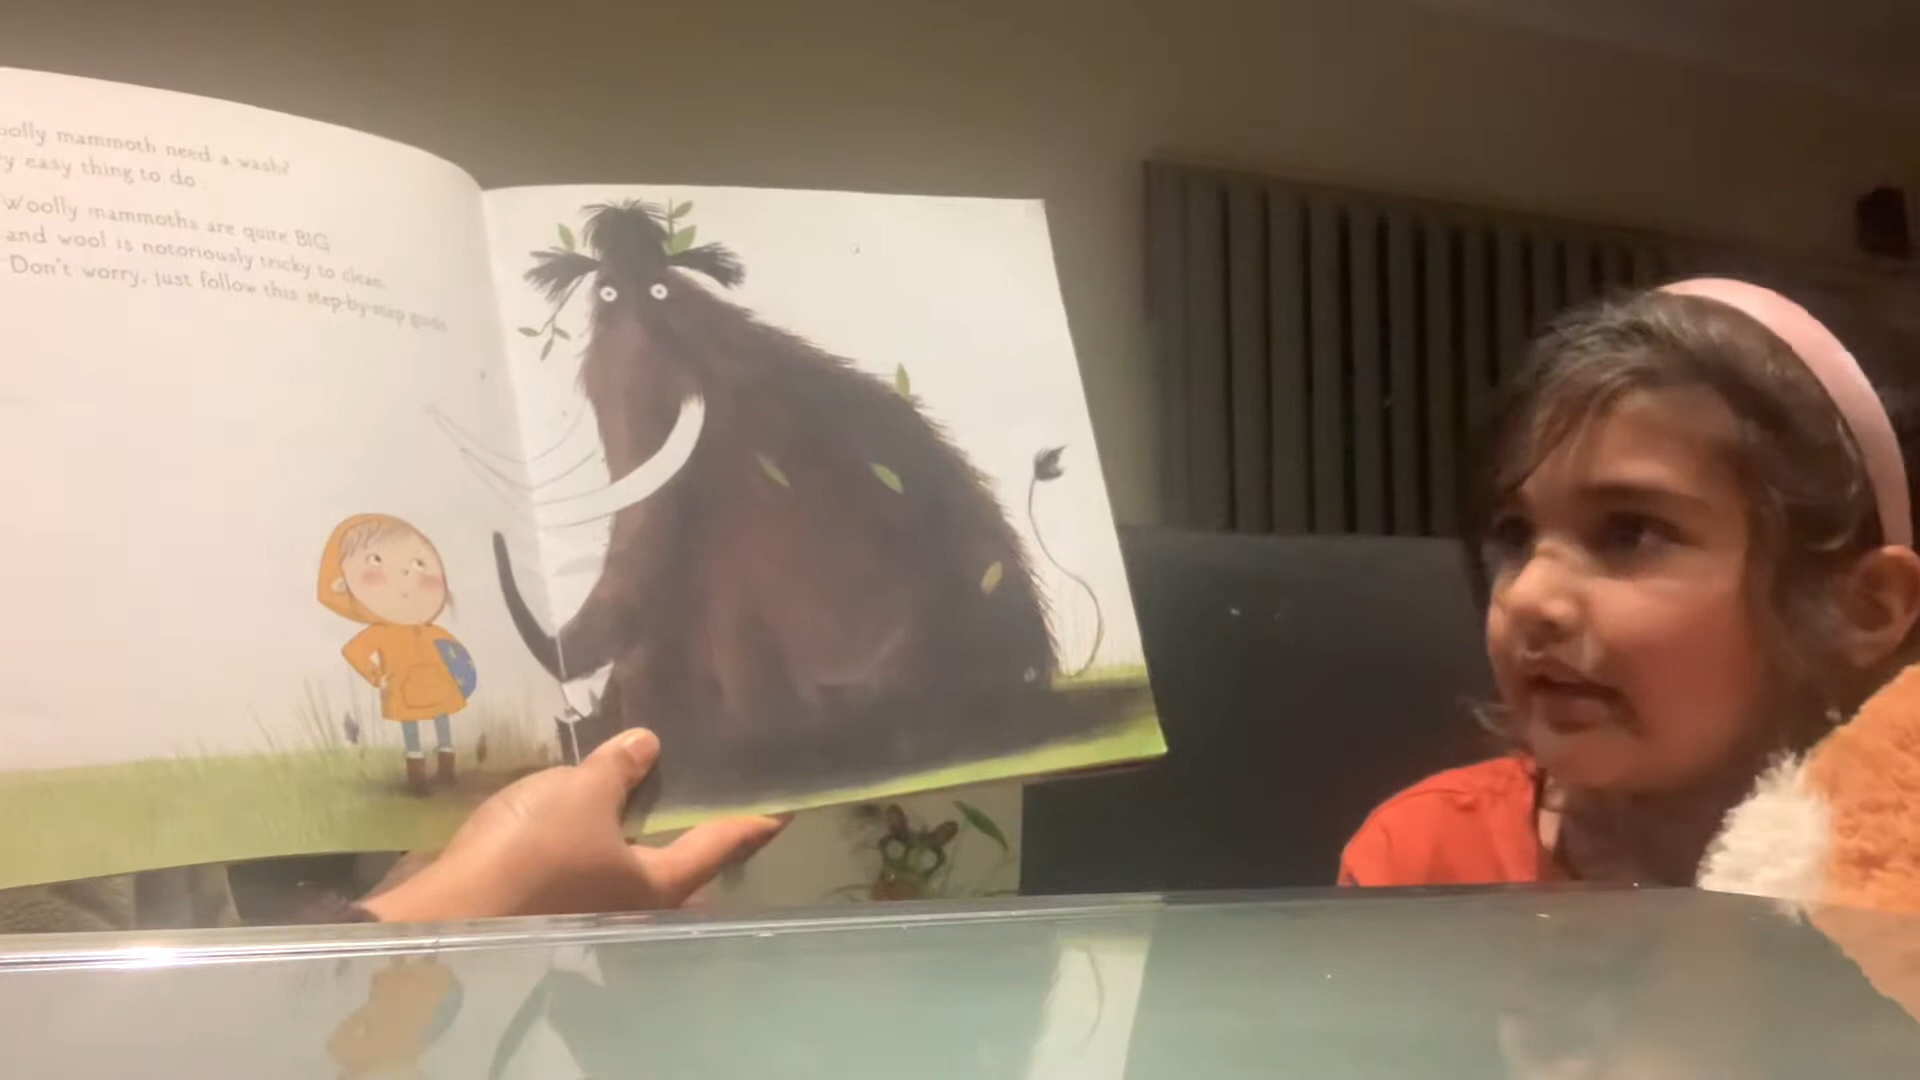 oolly mammoth need a wash?
y easy thing to do
Woolly mammoths are quite BIG
and wool is notoriously tricky to clean.
Don't worry, just follow this step-by-step guide